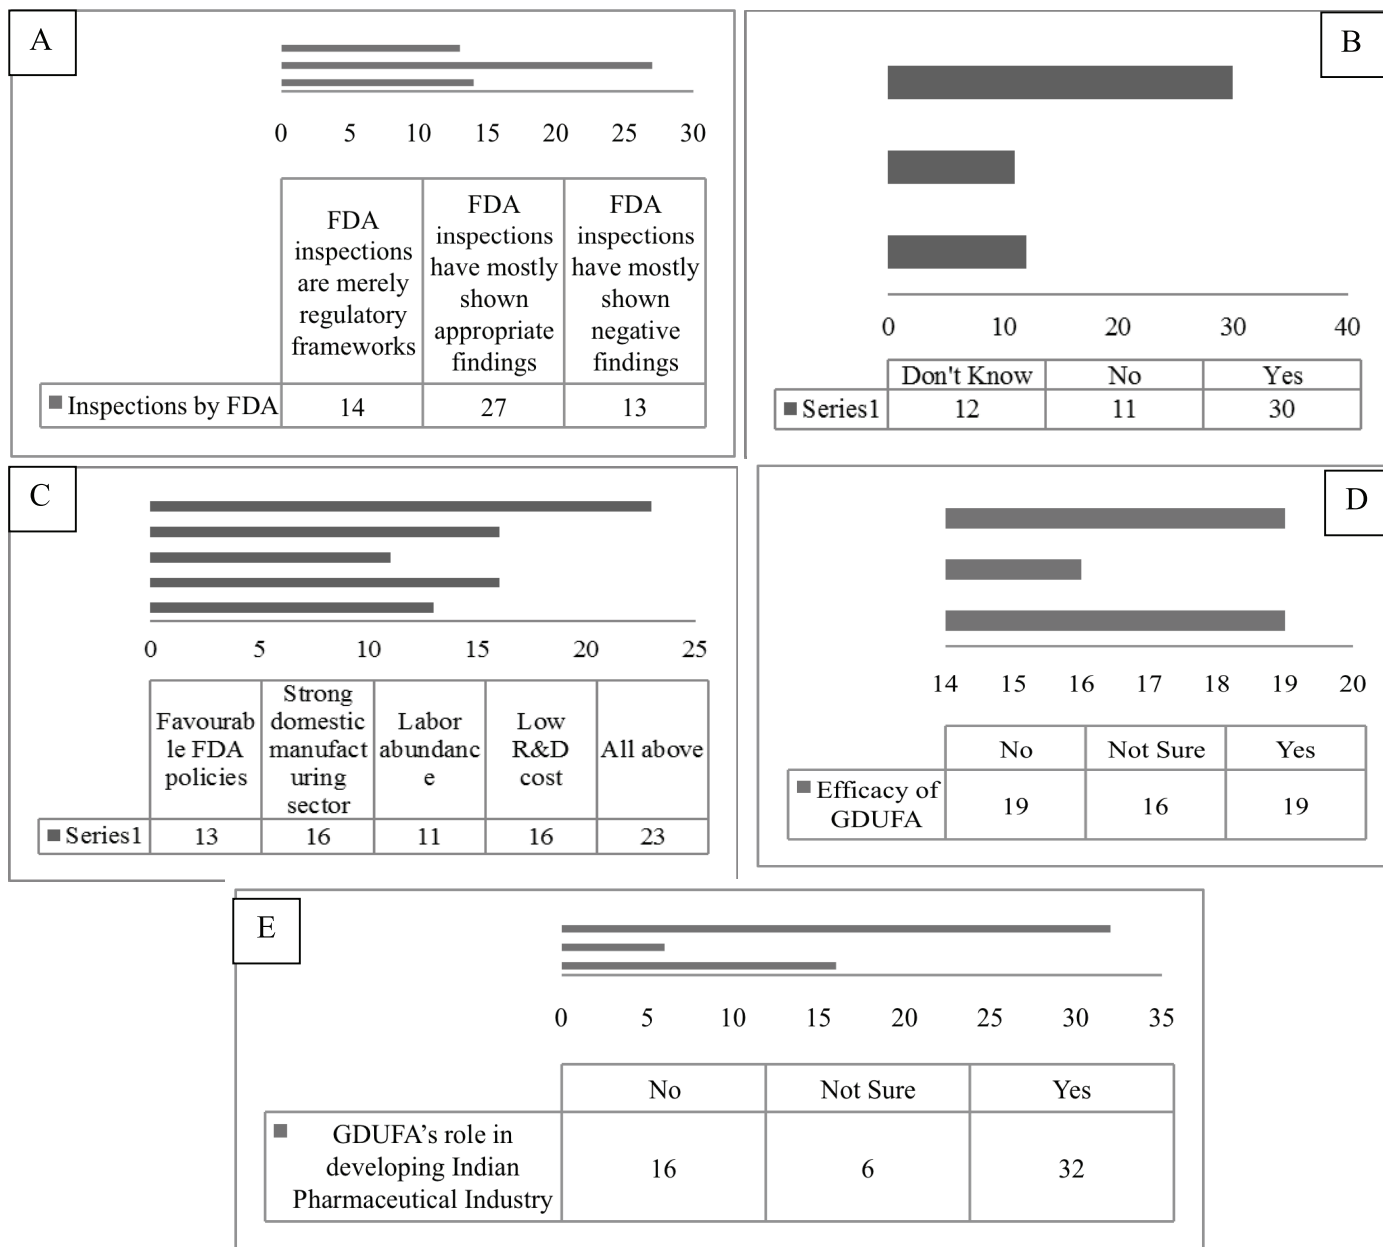 A
0 5 10 15 20 25 30
FDA
inspections
are merely
regulatory
frameworks
FDA
inspections
have mostly
shown
appropriate
findings
FDA
inspections
have mostly
shown
negative
findings
Inspections by FDA 14 27 13
B
0 10 20 30 40
Don't Know No Yes
Series1 12 11 30
C
0 5 10 15 20 25
Favourab
le FDA
policies
Strong
domestic
manufact
uring
sector
Labor
abundanc
e
Low
R&D
cost
All above
Series1 13 16 11 16 23
D
14 15 16 17 18 19 20
No Not Sure Yes
Efficacy of
GDUFA
19 16 19
E
0 5 10 15 20 25 30 35
No Not Sure Yes
GDUFA’s role in
developing Indian
Pharmaceutical Industry
16 6 32